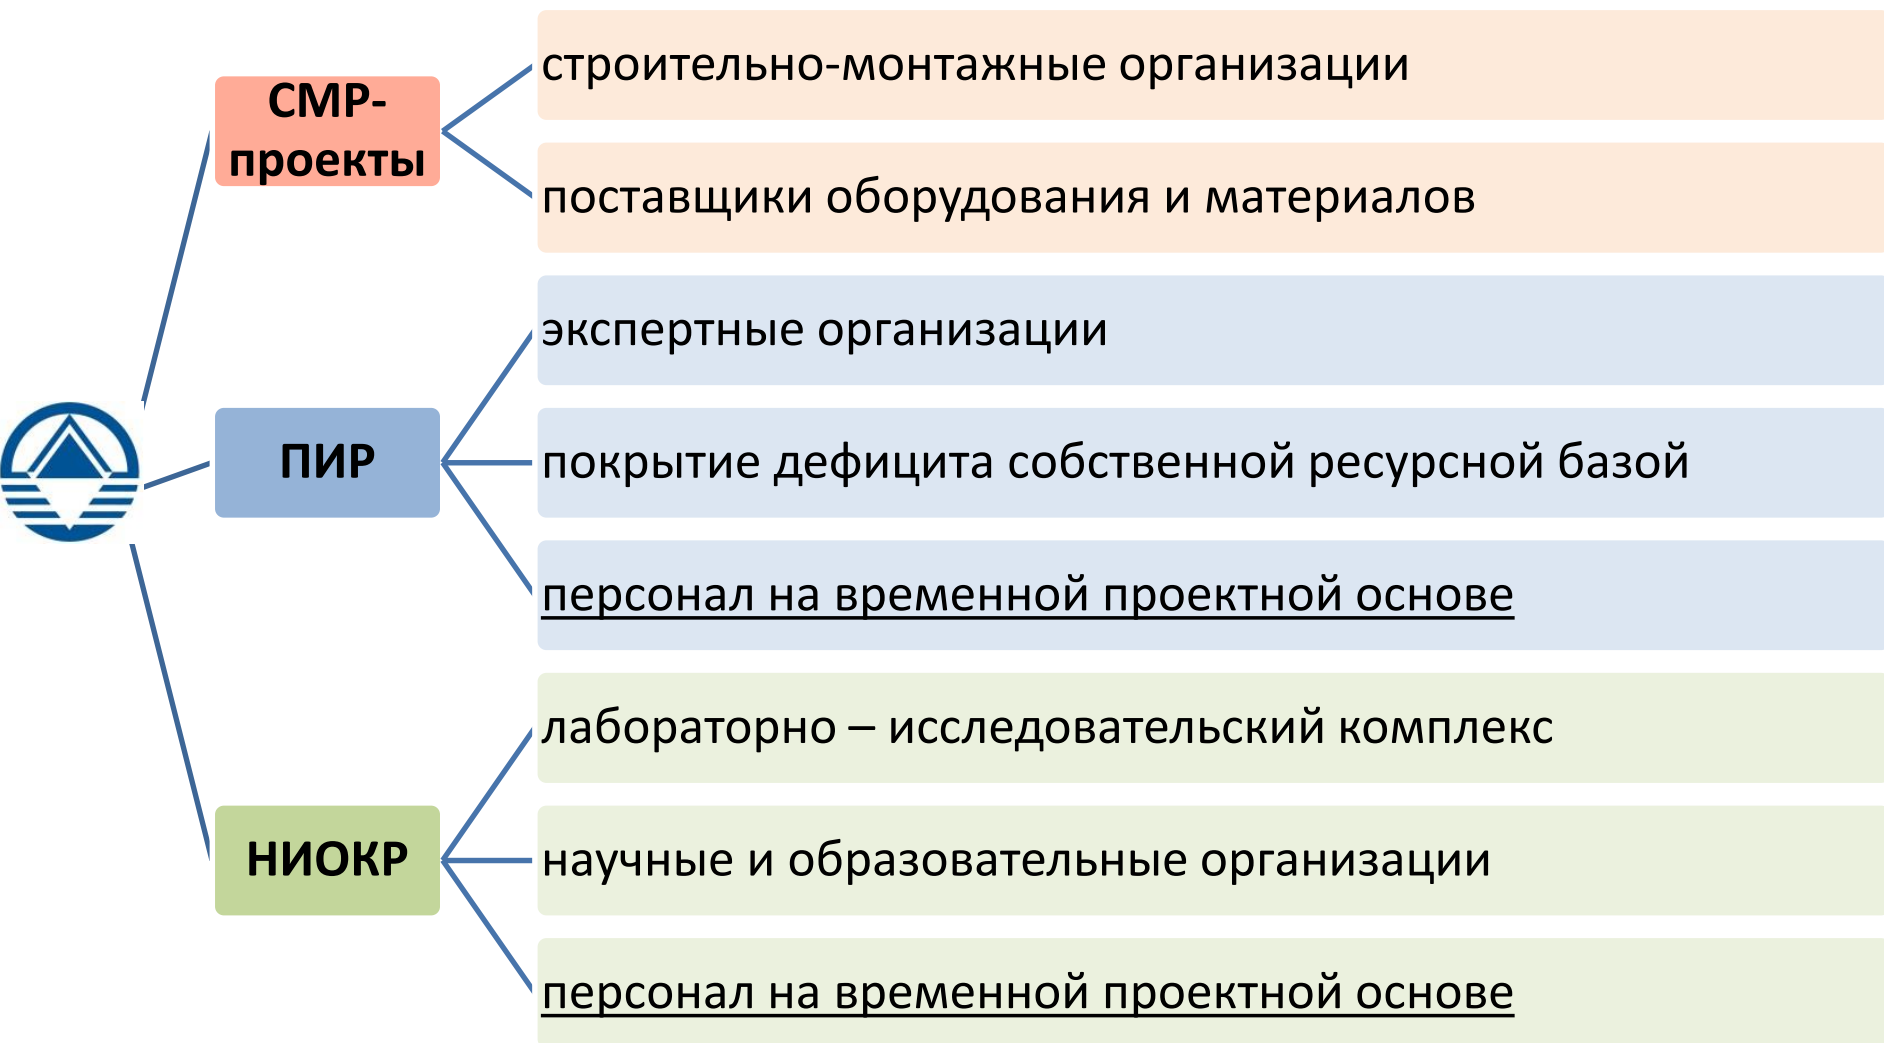 СМР-
проекты
строительно-монтажные организации
поставщики оборудования и материалов
ПИР
экспертные организации
покрытие дефицита собственной ресурсной базой
персонал на временной проектной основе
НИОКР
лабораторно – исследовательский комплекс
научные и образовательные организации
персонал на временной проектной основе